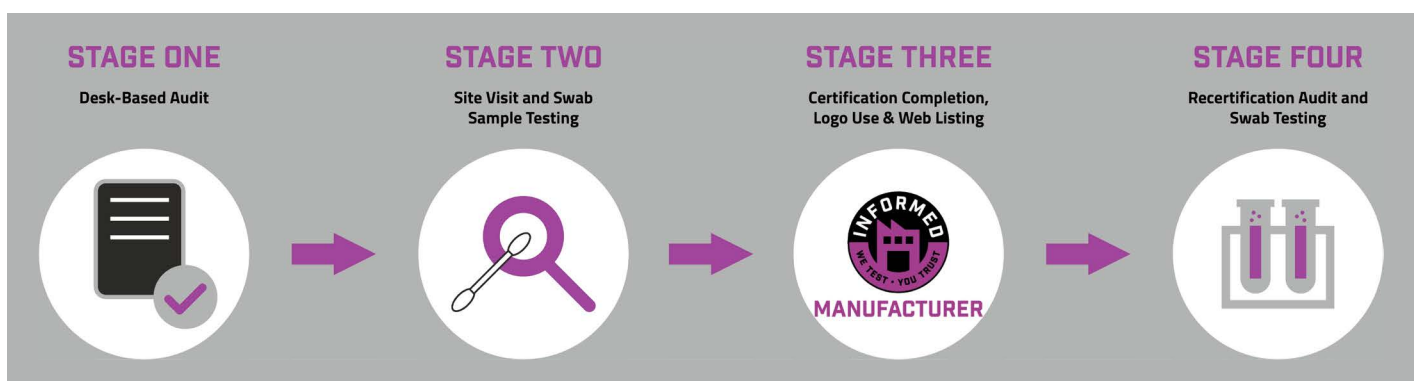 STAGE ONE
Desk-Based Audit
STAGE TWO
Site Visit and Swab
Sample Testing
STAGE THREE
Certification Completion,
Logo Use & Web Listing
INFORMED
WE TEST · YOU TRUST
MANUFACTURER
STAGE FOUR
Recertification Audit and
Swab Testing